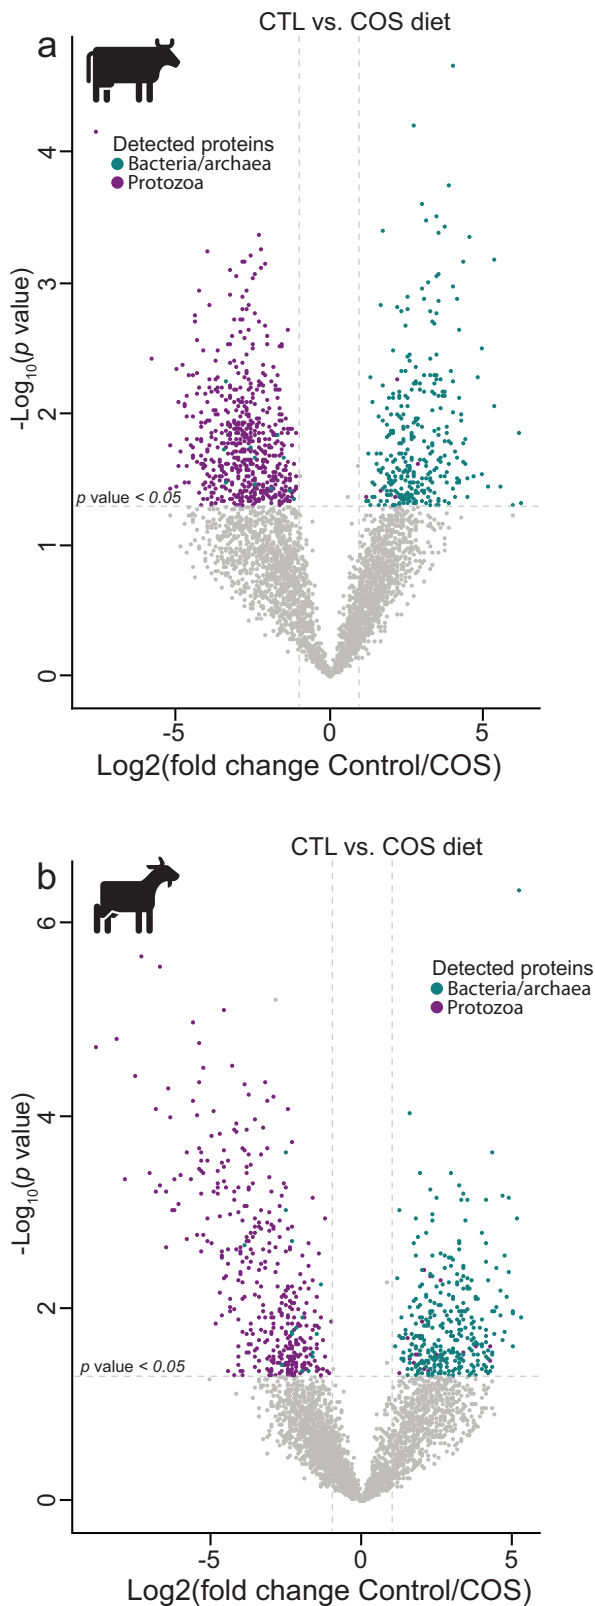 CTL vs. COS diet
a
Detected proteins
Bacteria/archaea
Protozoa
4
3
2
1
0
-Log10(p value)
p value < 0.05
-5
0
5
Log2(fold change Control/COS)
CTL vs. COS diet
b
Detected proteins
Bacteria/archaea
Protozoa
6
4
2
0
-Log10(p value)
p value < 0.05
-5
0
5
Log2(fold change Control/COS)